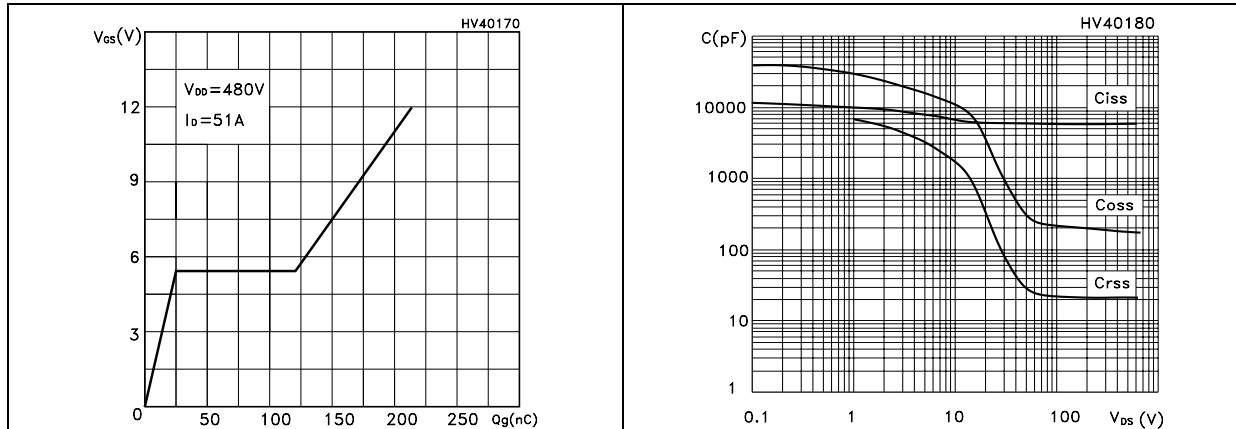 HV40170
VGS(V)
VDD=480V
ID=51A
12
9
6
3
0
50
100
150
200
250
Qg(nC)
HV40180
C(pF)
Ciss
10000
1000
Coss
100
Crss
10
1
0.1
1
10
100
VDS (V)